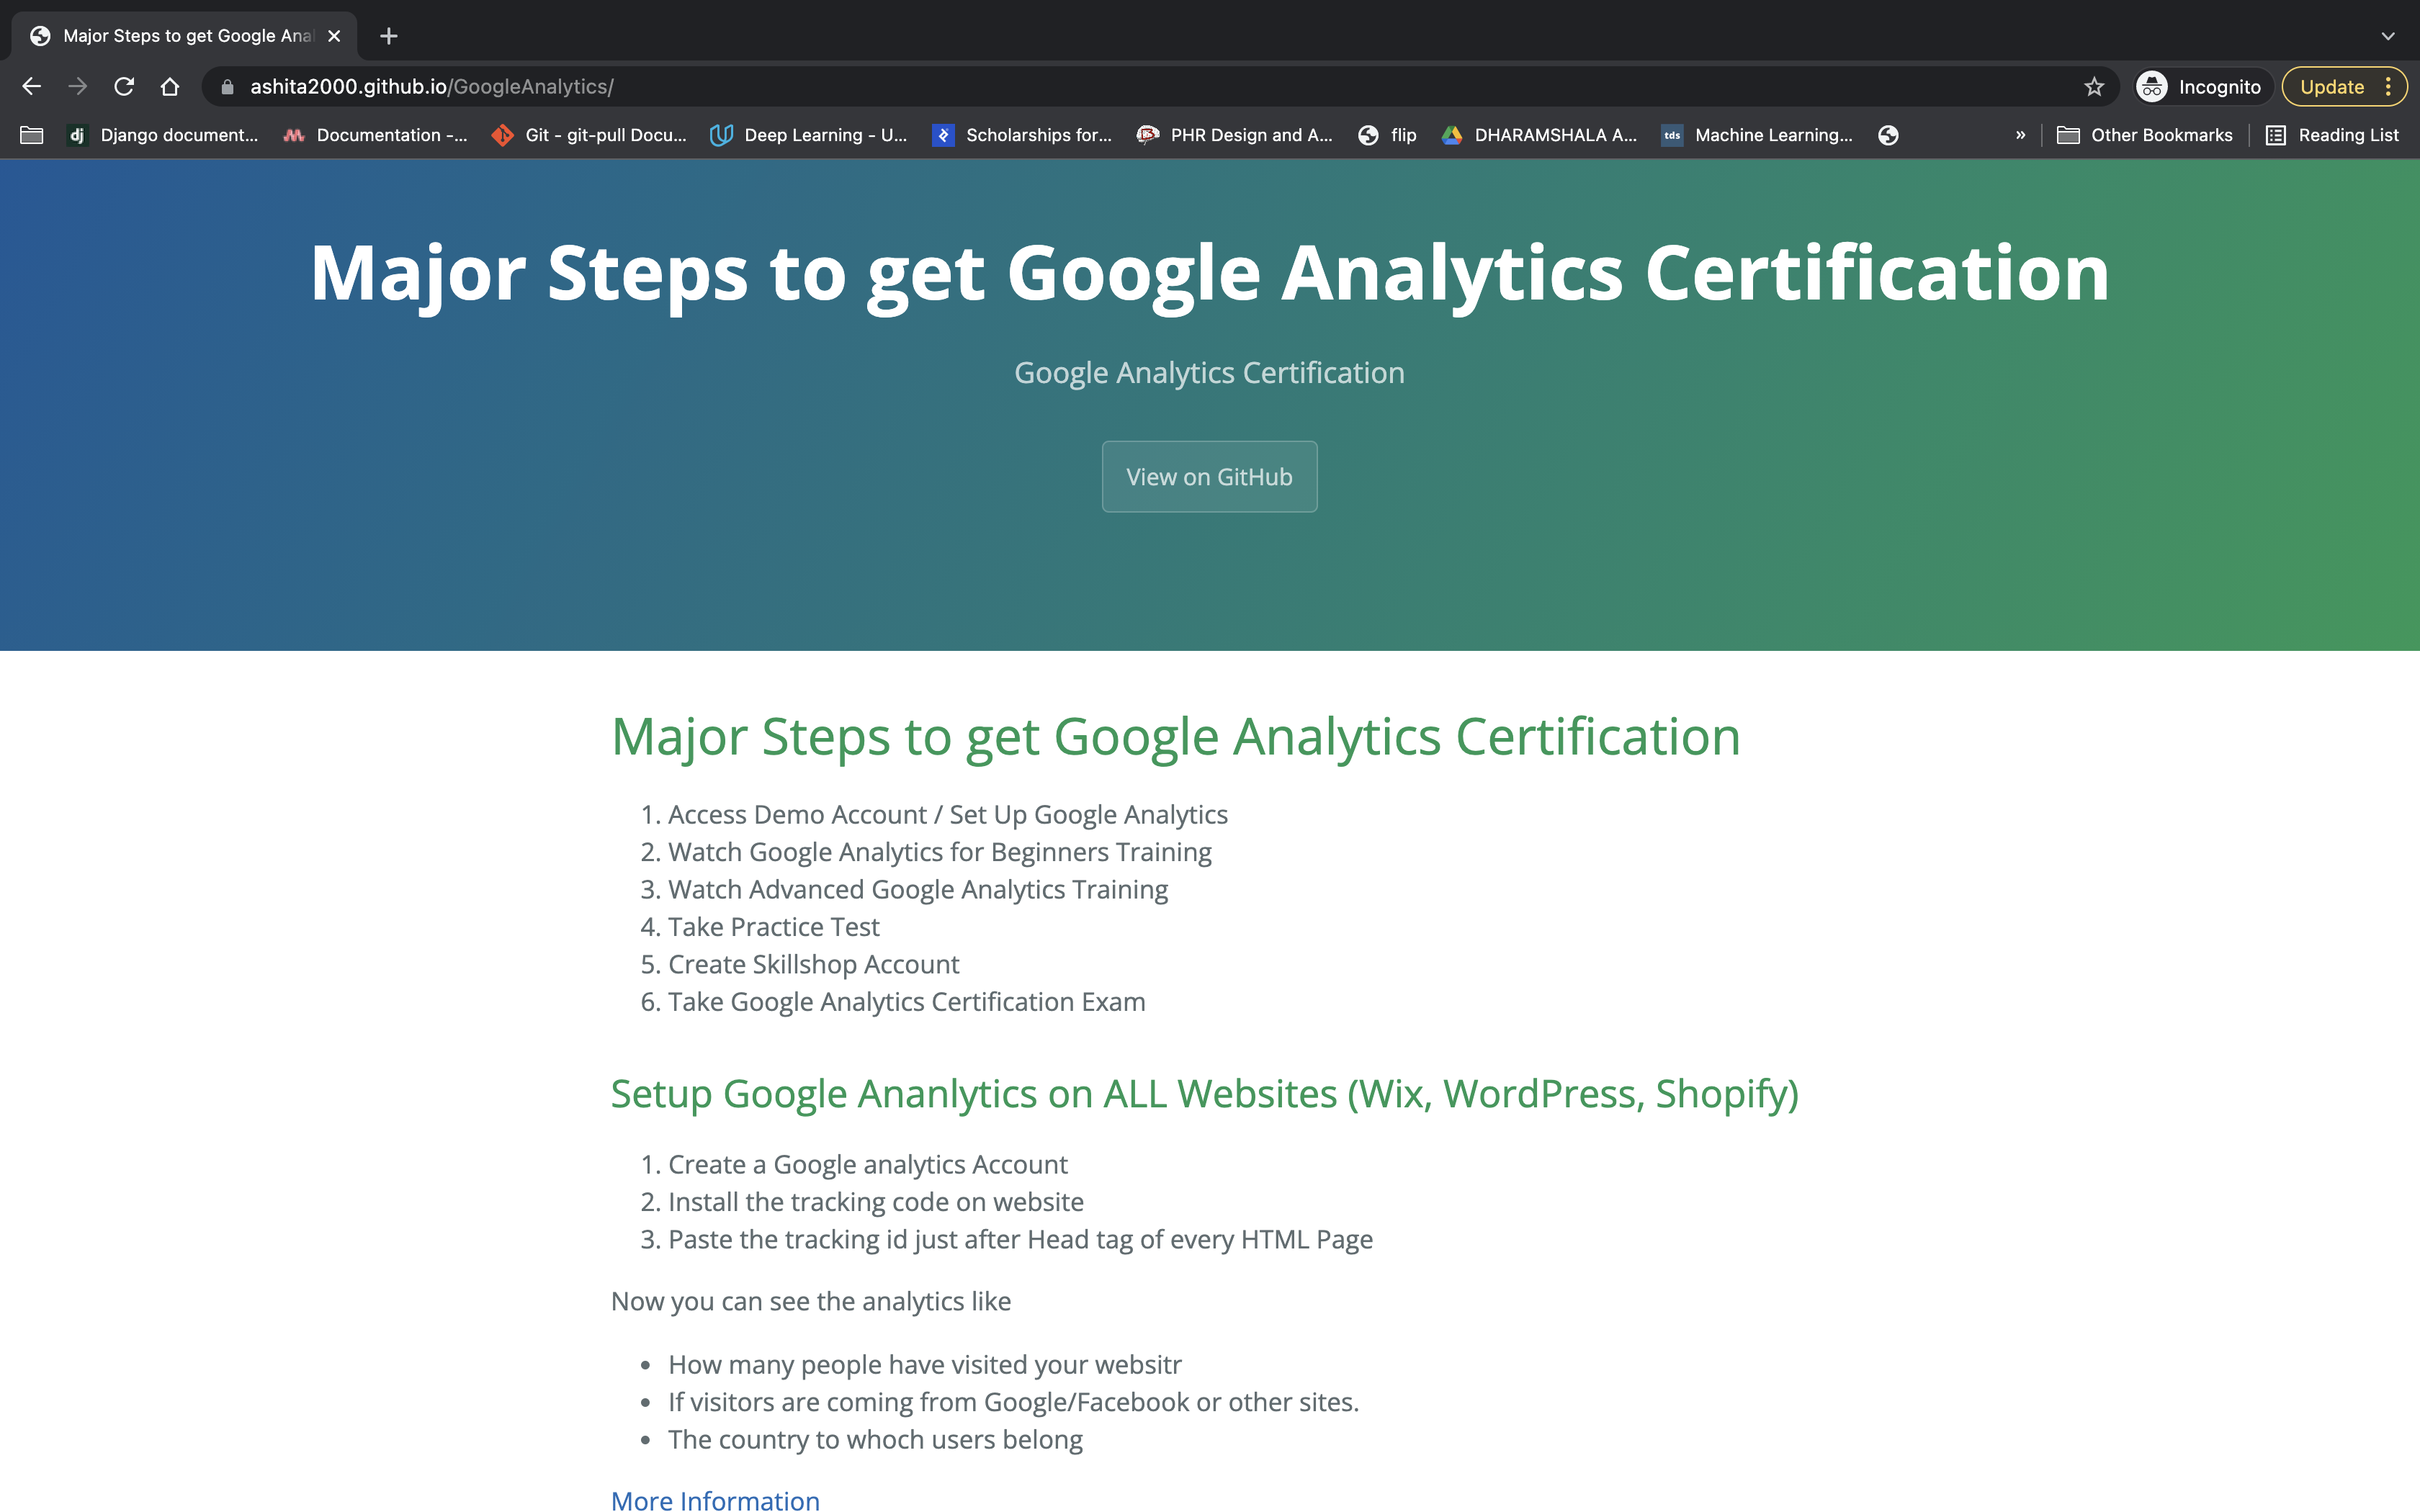 Major Steps to get Google Ana
ashita2000.github.io/GoogleAnalytics/
Incognito
Update
dj Django document...
Documentation -...
Git - git-pull Docu...
Deep Learning - U...
Scholarships for...
PHR Design and A...
flip
DHARAMSHALA A...
tds Machine Learning...
»
Other Bookmarks
Reading List
Major Steps to get Google Analytics Certification
Google Analytics Certification
View on GitHub
Major Steps to get Google Analytics Certification
1. Access Demo Account / Set Up Google Analytics
2. Watch Google Analytics for Beginners Training
3. Watch Advanced Google Analytics Training
4. Take Practice Test
5. Create Skillshop Account
6. Take Google Analytics Certification Exam
Setup Google Ananlytics on ALL Websites (Wix, WordPress, Shopify)
1. Create a Google analytics Account
2. Install the tracking code on website
3. Paste the tracking id just after Head tag of every HTML Page
Now you can see the analytics like
• How many people have visited your websitr
• If visitors are coming from Google/Facebook or other sites.
• The country to whoch users belong
More Information